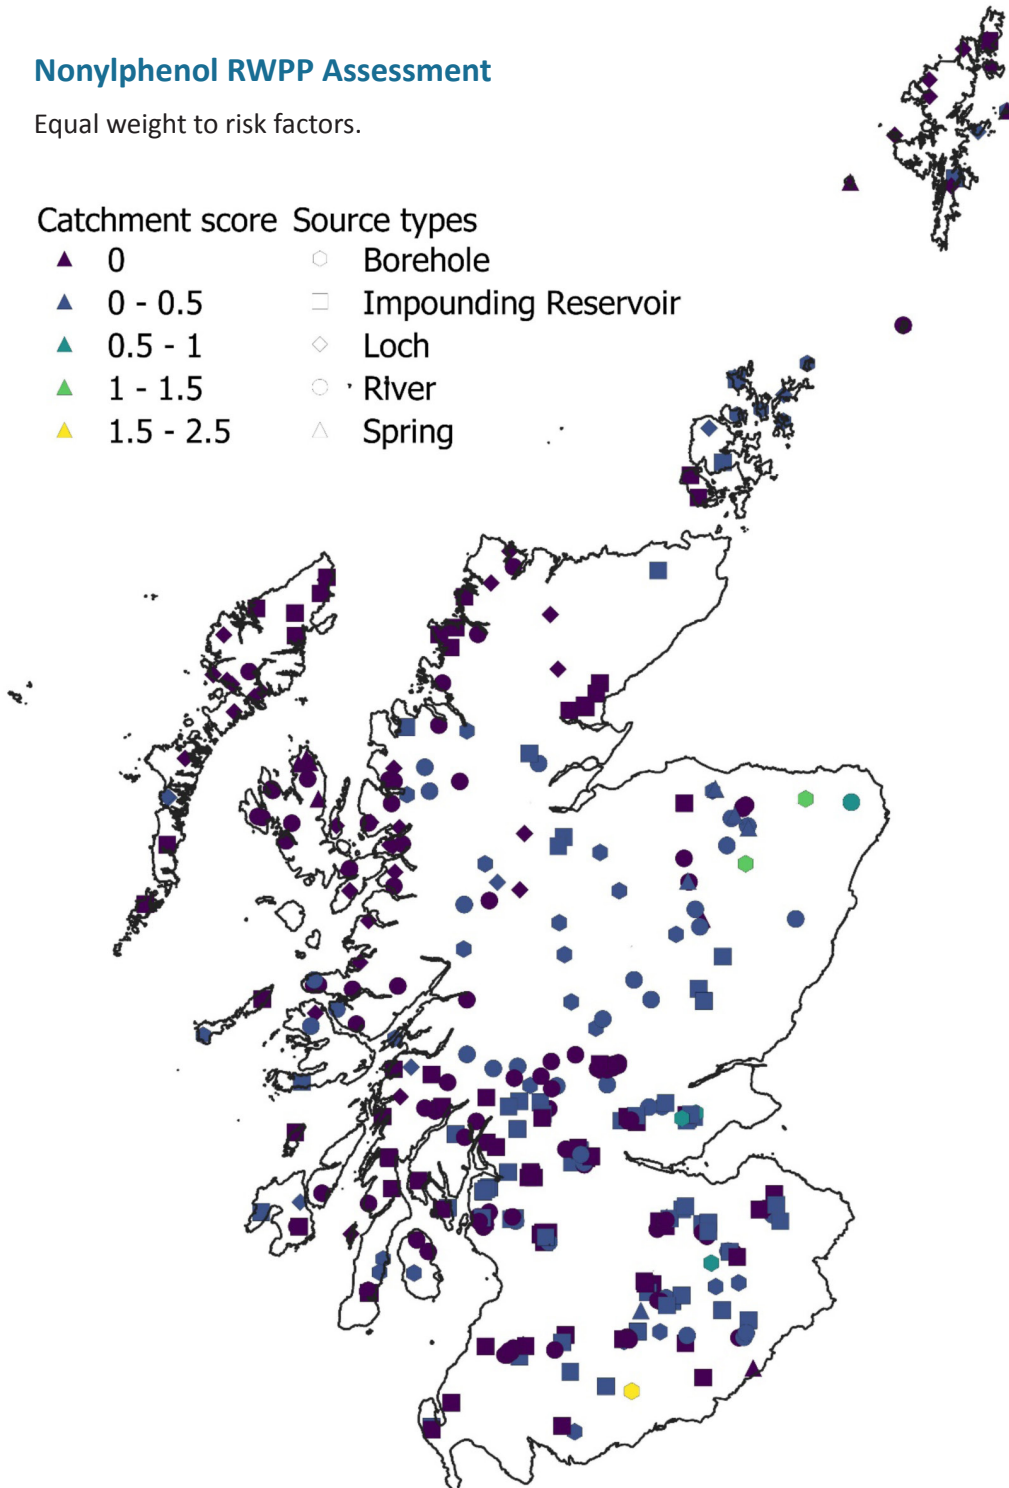 Nonylphenol RWPP Assessment
Equal weight to risk factors.
Catchment score Source types
0 Borehole
0 - 0.5 Impounding Reservoir
0.5 - 1 Loch
1 - 1.5 River
1.5 - 2.5 Spring